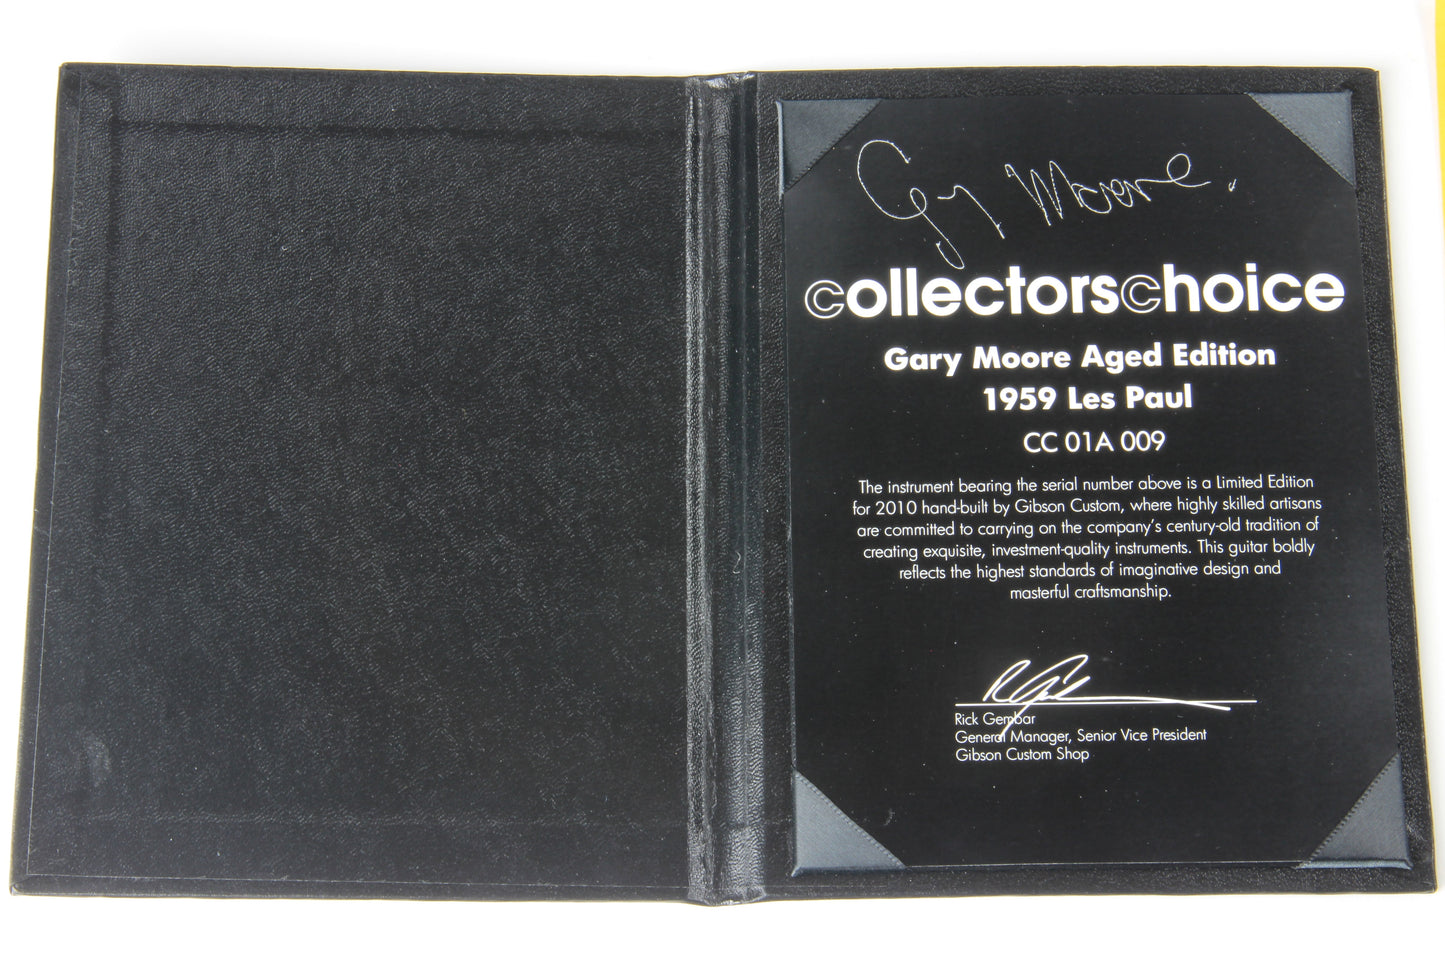 Gary Moore.
collectorschoice
Gary Moore Aged Edition
1959 Les Paul
CC 01A 009
The instrument bearing the serial number above is a Limited Edition
for 2010 hand-built by Gibson Custom, where highly skilled artisans
are committed to carrying on the company's century-old tradition of
creating exquisite, investment-quality instruments. This guitar boldly
reflects the highest standards of imaginative design and
masterful craftsmanship.
Rick Gembar
General Manager, Senior Vice President
Gibson Custom Shop